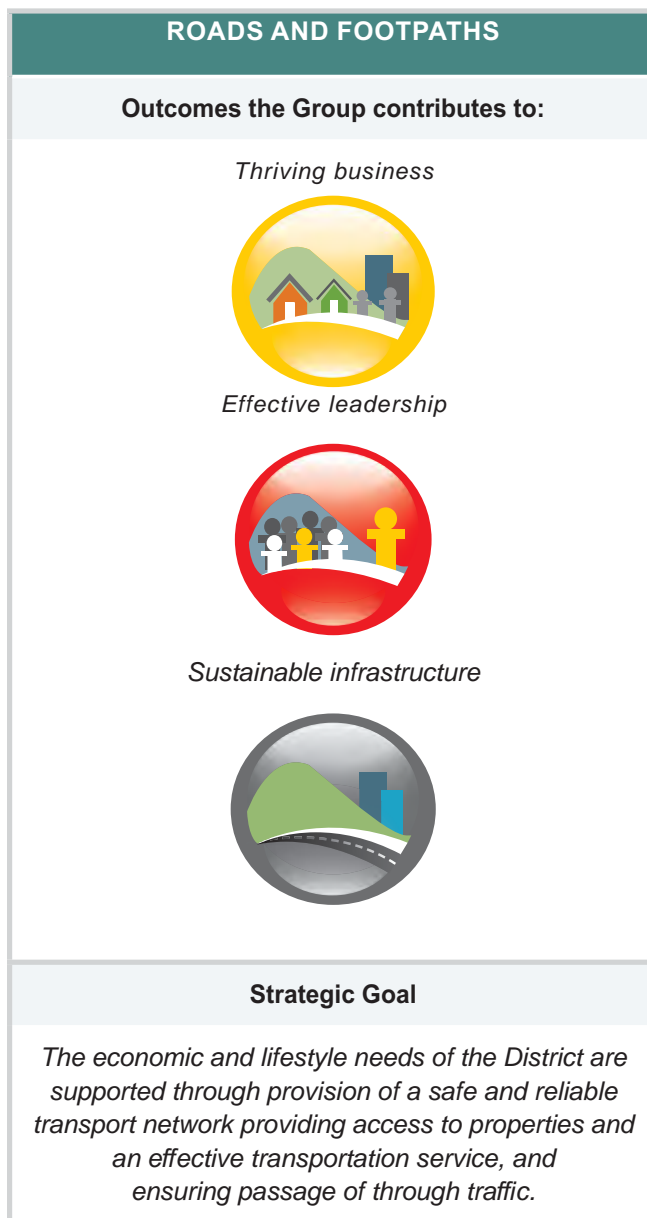 ROADS AND FOOTPATHS
Outcomes the Group contributes to:
Thriving business
Effective leadership
Sustainable infrastructure
Strategic Goal
The economic and lifestyle needs of the District are
supported through provision of a safe and reliable
transport network providing access to properties and
an effective transportation service, and
ensuring passage of through traffic.